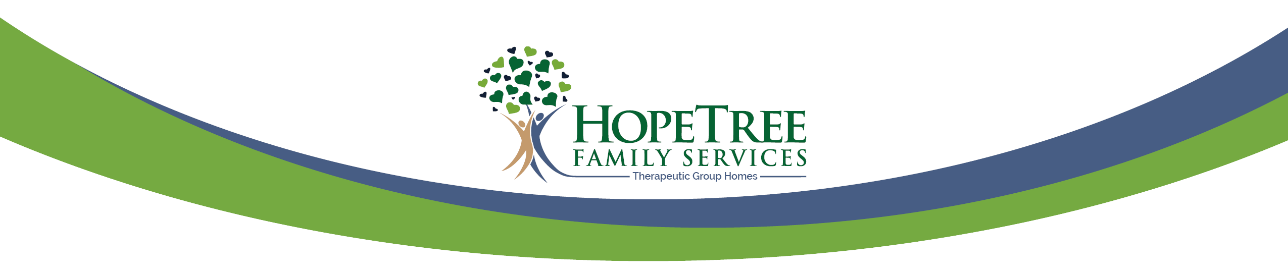 HOPETREE
FAMILY SERVICES
Therapeutic Group Homes